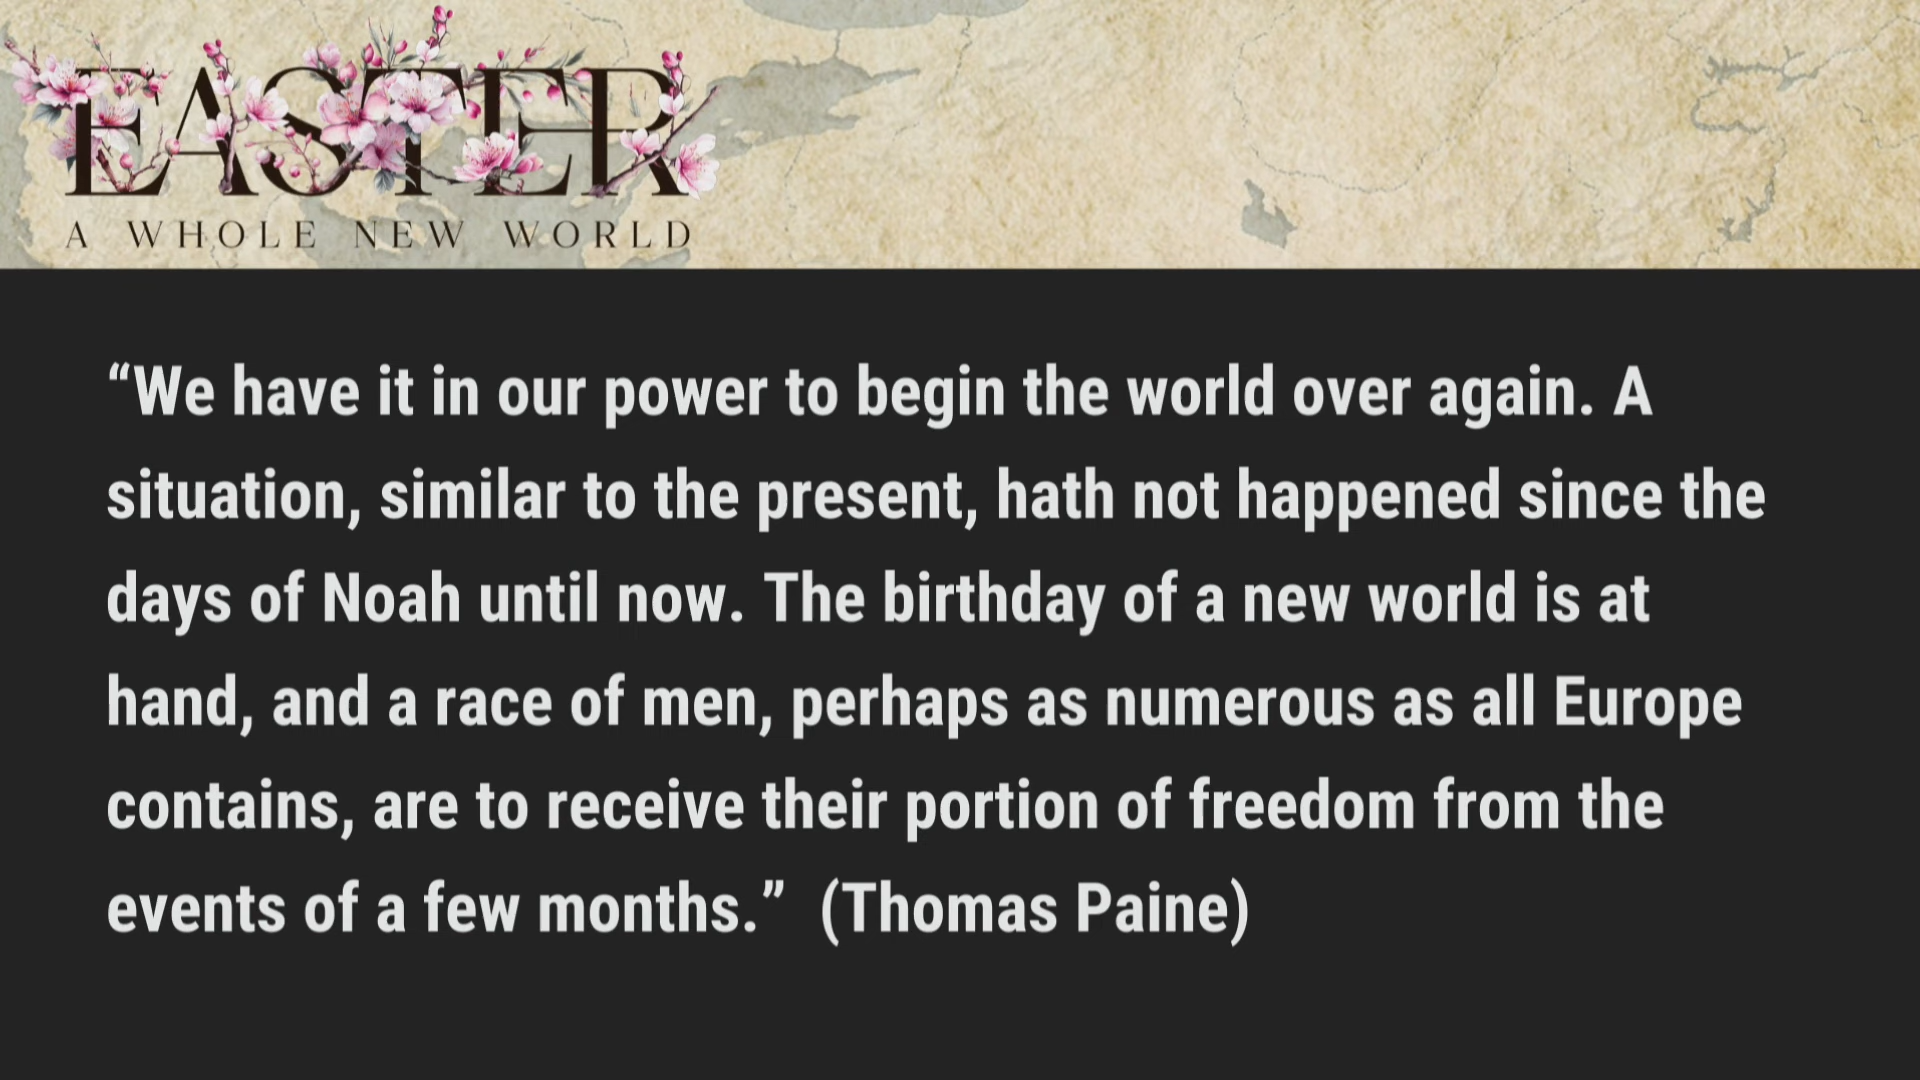 EASTER
A WHOLE NEW WORLD
“We have it in our power to begin the world over again. A
situation, similar to the present, hath not happened since the
days of Noah until now. The birthday of a new world is at
hand, and a race of men, perhaps as numerous as all Europe
contains, are to receive their portion of freedom from the
events of a few months.”  (Thomas Paine)